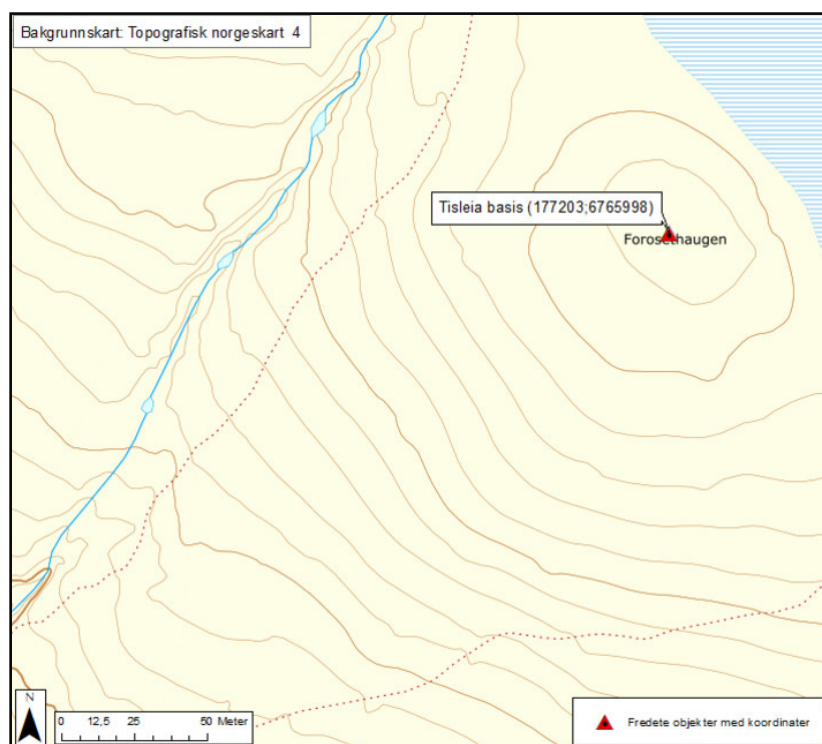 Bakgrunnskart: Topografisk norgeskart 4
Tisleia basis (177203;6765998)
Forosethaugen
N
0 12,5 25 50 Meter
Fredete objekter med koordinater